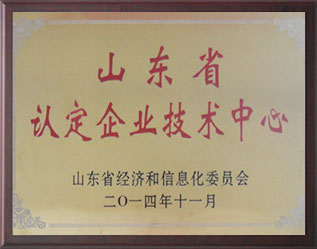 山东省
认定企业技术中心
山东省经济和信息化委员会
二〇一四年十一月